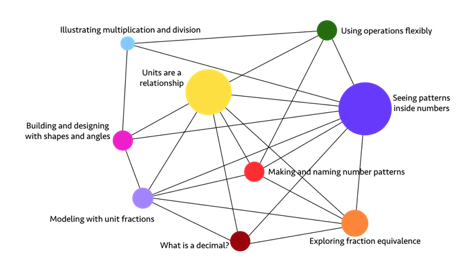 Illustrating multiplication and division
Using operations flexibly
Units are a
relationship
Seeing patterns
inside numbers
Building and designing
with shapes and angles
Making and naming number patterns
Modeling with unit fractions
What is a decimal?
Exploring fraction equivalence